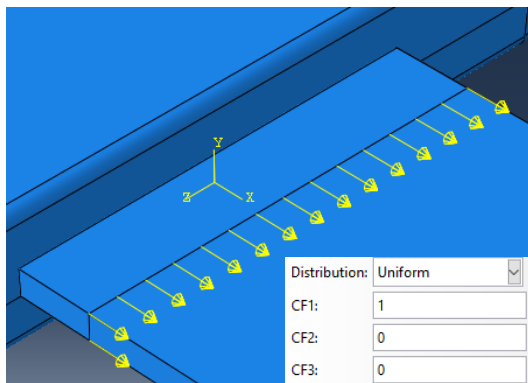 Y
Z
X
Distribution: Uniform
CF1: 1
CF2: 0
CF3: 0